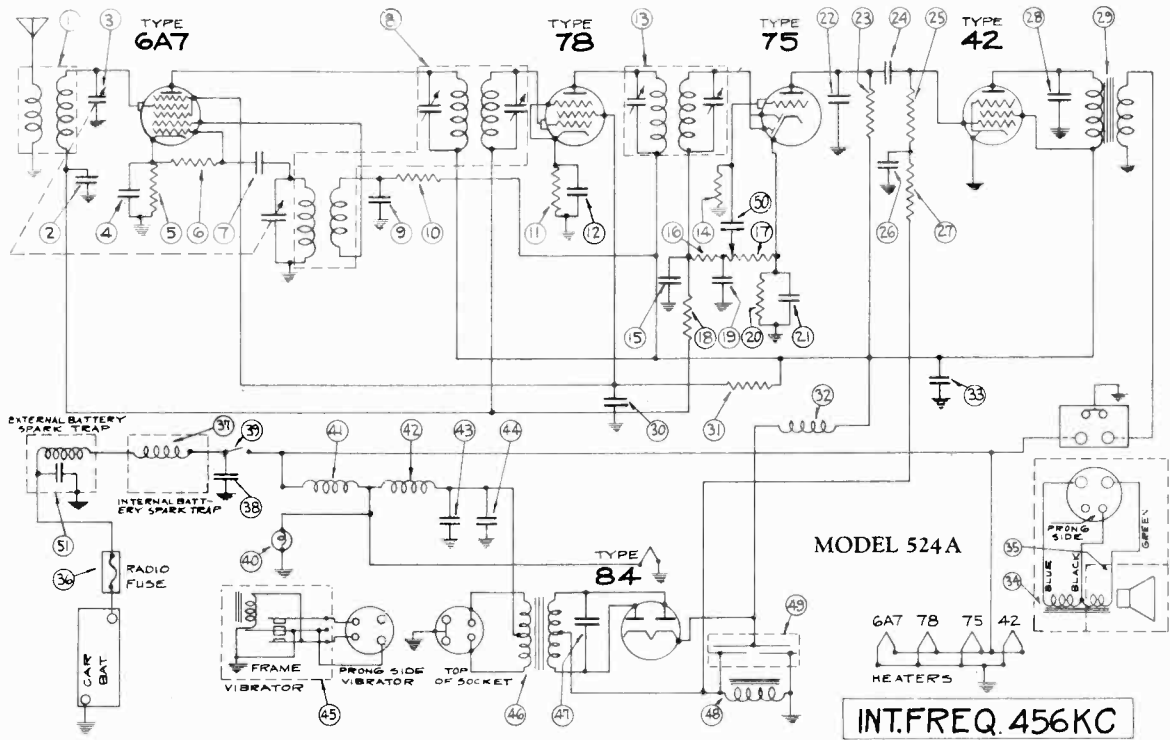 TYPE
6A7
TYPE
78
TYPE
75
TYPE
42
1
3
8
13
22
23
24
25
28
29
2
4
5
6
7
9
10
11
12
14
50
16
17
15
18
19
20
21
26
27
30
31
32
33
EXTERNAL BATTERY
SPARK TRAP
37
39
41
42
43
44
INTERNAL BATT-
ERY SPARK TRAP
38
51
40
36
RADIO
FUSE
CAR
BAT.
TYPE
84
MODEL 524A
PRONG
SIDE
35
34
BLUE
BLACK
GREEN
FRAME
VIBRATOR
45
PRONG SIDE
VIBRATOR
TOP
OF SOCKET
46
47
49
48
6A7 78 75 42
HEATERS
INT.FREQ. 456KC